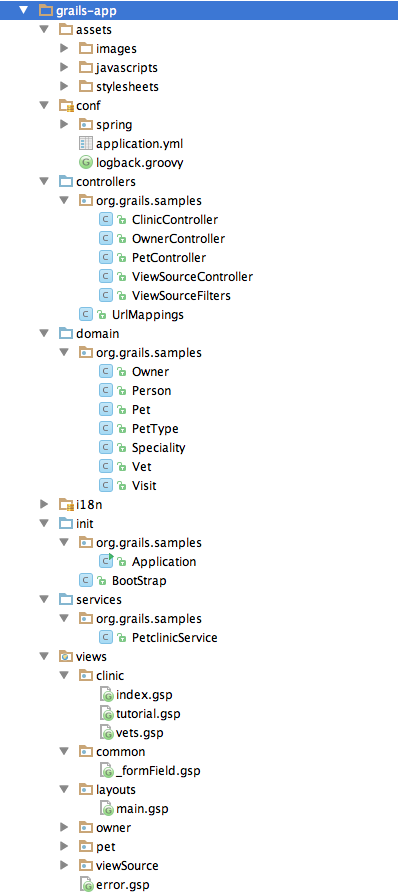 grails-app
assets
images
javascripts
stylesheets
conf
spring
application.yml
logback.groovy
controllers
org.grails.samples
ClinicController
OwnerController
PetController
ViewSourceController
ViewSourceFilters
UrlMappings
domain
org.grails.samples
Owner
Person
Pet
PetType
Speciality
Vet
Visit
i18n
init
org.grails.samples
Application
BootStrap
services
org.grails.samples
PetclinicService
views
clinic
index.gsp
tutorial.gsp
vets.gsp
common
_formField.gsp
layouts
main.gsp
owner
pet
viewSource
error.gsp